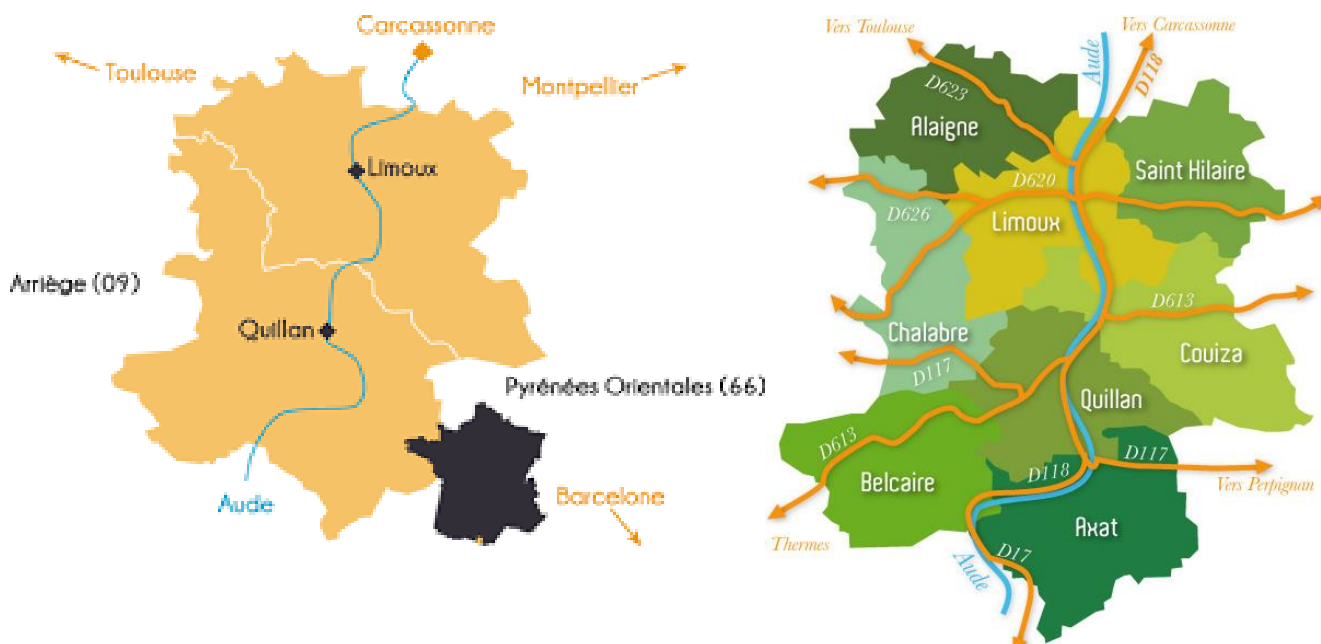 Carcassonne
Toulouse
Montpellier
Limoux
Arriège (09)
Quillan
Pyrénées Orientales (66)
Aude
Barcelone
Vers Toulouse
Aude
Vers Carcassonne
D118
D623
Alaigne
Saint Hilaire
D620
D626
Limoux
D613
Chalabre
Couiza
D117
Quillan
D613
D117
Belcaire
D118
Vers Perpignan
Axat
Thermes
D17
Aude